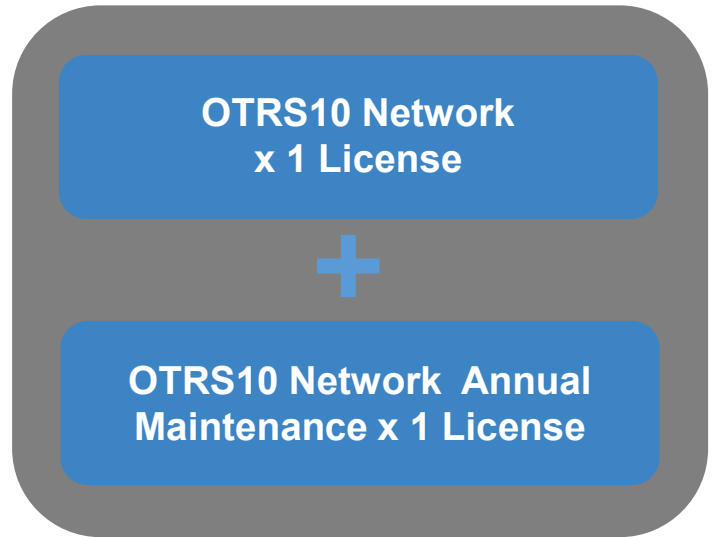 OTRS10 Network
x 1 License
+
OTRS10 Network  Annual
Maintenance x 1 License